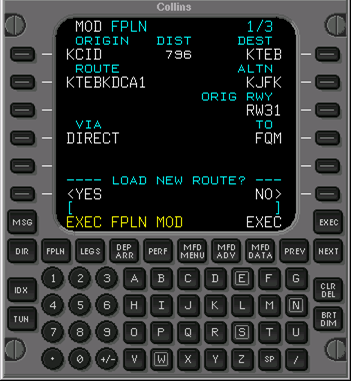 Collins
MOD FPLN 1/3
ORIGIN DIST DEST
KCID 796 KTEB
ROUTE ALTN
KTEBKDCA1 KJFK
ORIG RWY
RW31
VIA TO
DIRECT FQM
---- LOAD NEW ROUTE? ----
<YES NO>
[ ]
EXEC FPLN MOD EXEC
MSG EXEC
DIR FPLN LEGS DEP ARR PERF MFD MENU MFD ADV MFD DATA PREV NEXT
1 2 3 A B C D E F G
IDX CLR DEL
4 5 6 H I J K L M N
TUN BRT DIM
7 8 9 O P Q R S T U
. 0 +/- V W X Y Z SP /